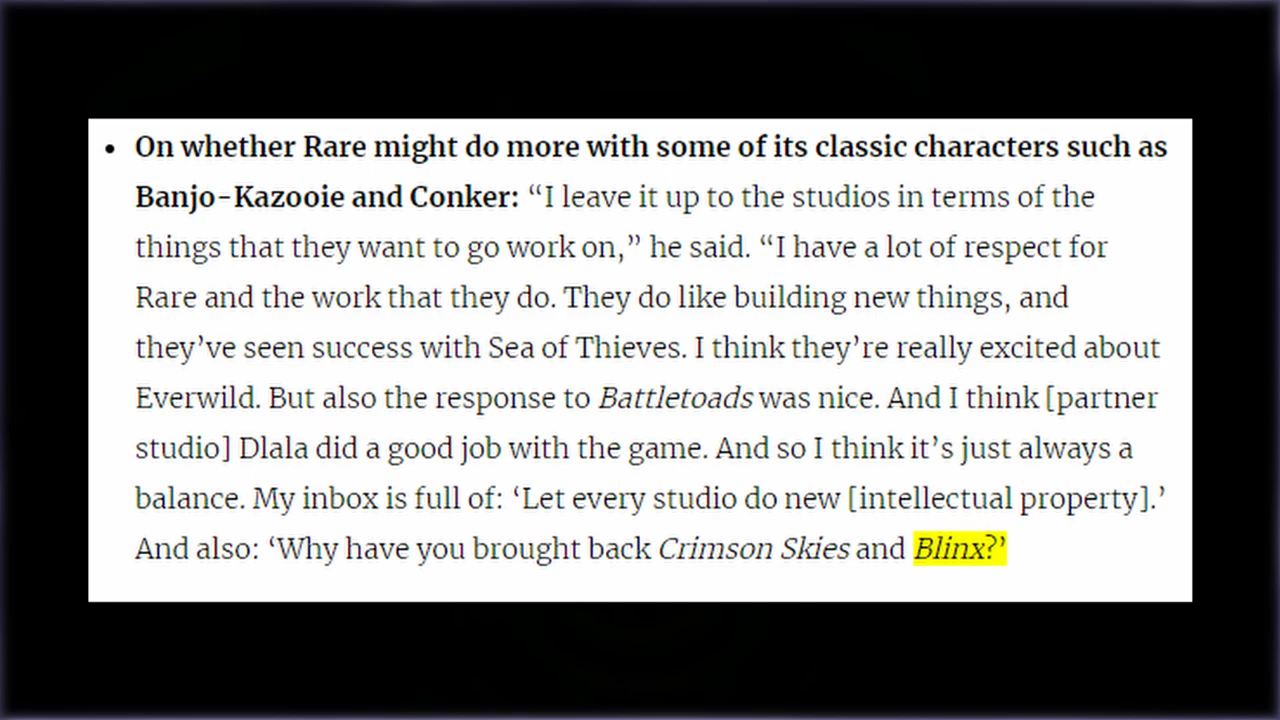 • On whether Rare might do more with some of its classic characters such as
Banjo-Kazooie and Conker: “I leave it up to the studios in terms of the
things that they want to go work on,” he said. “I have a lot of respect for
Rare and the work that they do. They do like building new things, and
they’ve seen success with Sea of Thieves. I think they’re really excited about
Everwild. But also the response to Battletoads was nice. And I think [partner
studio] Dlala did a good job with the game. And so I think it’s just always a
balance. My inbox is full of: ‘Let every studio do new [intellectual property].’
And also: ‘Why have you brought back Crimson Skies and Blinx?’